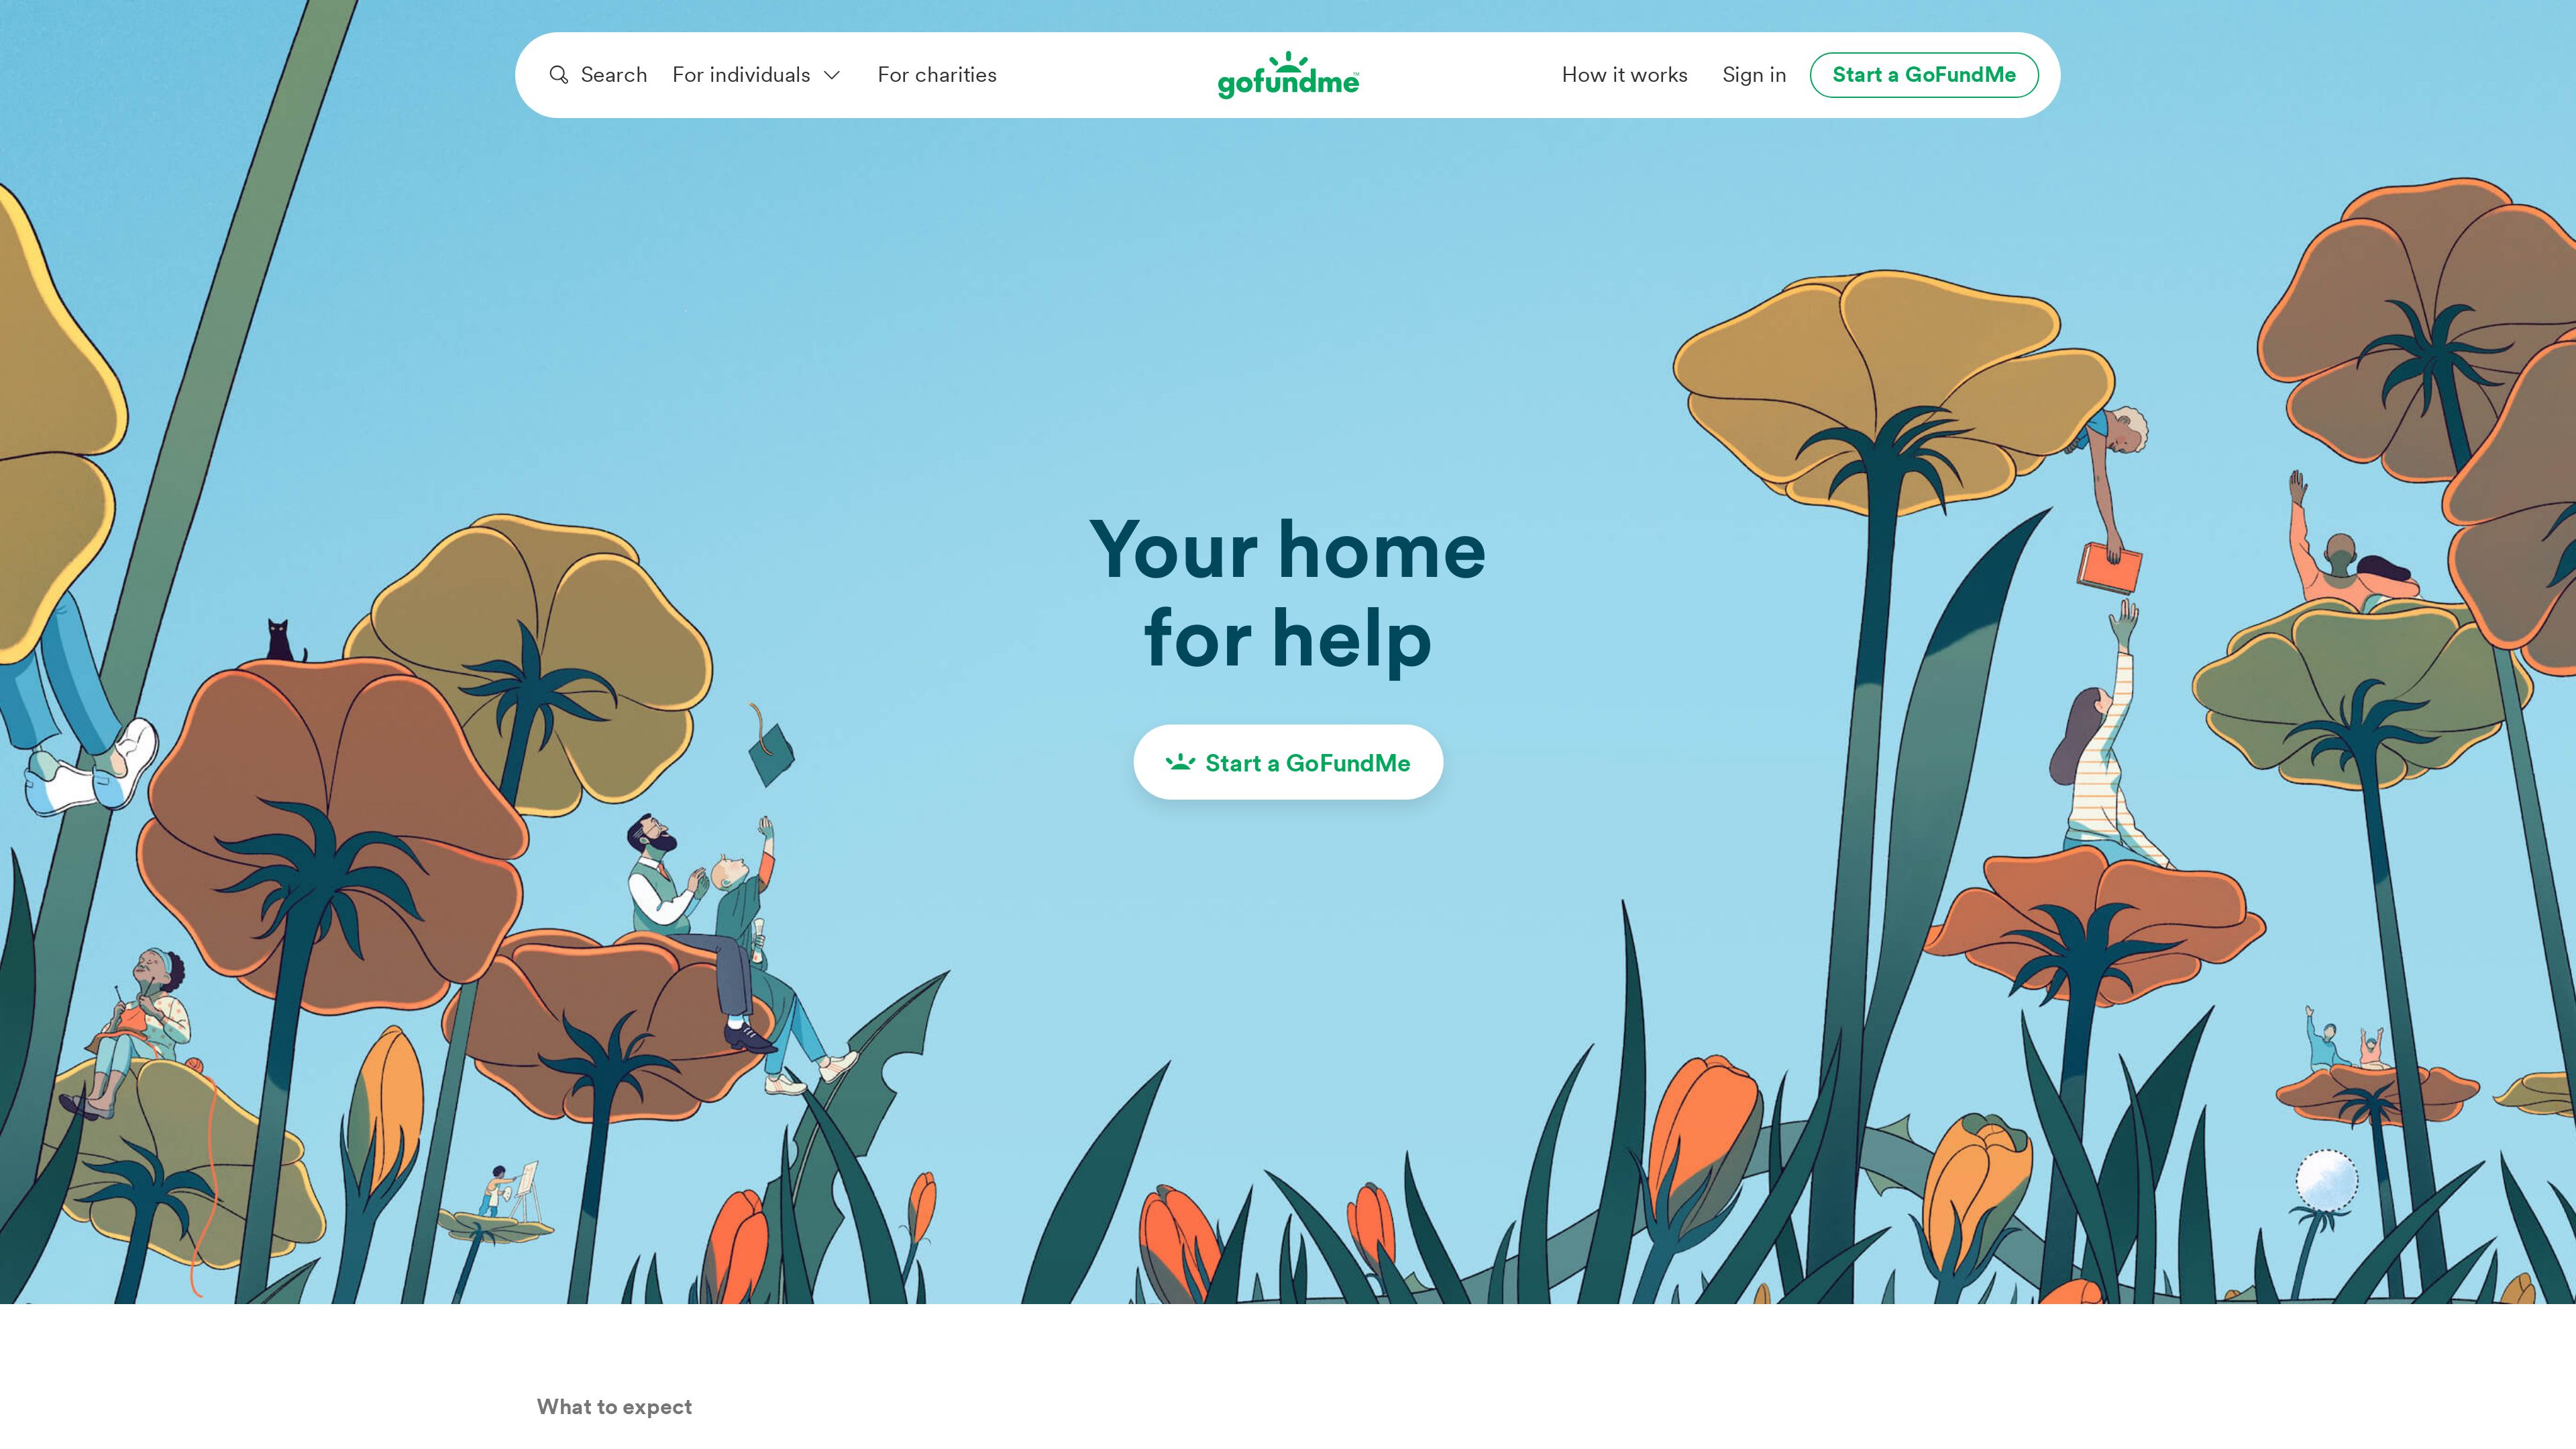 Search
For individuals
For charities
gofundme™
How it works
Sign in
Start a GoFundMe
Your home
for help
Start a GoFundMe
What to expect